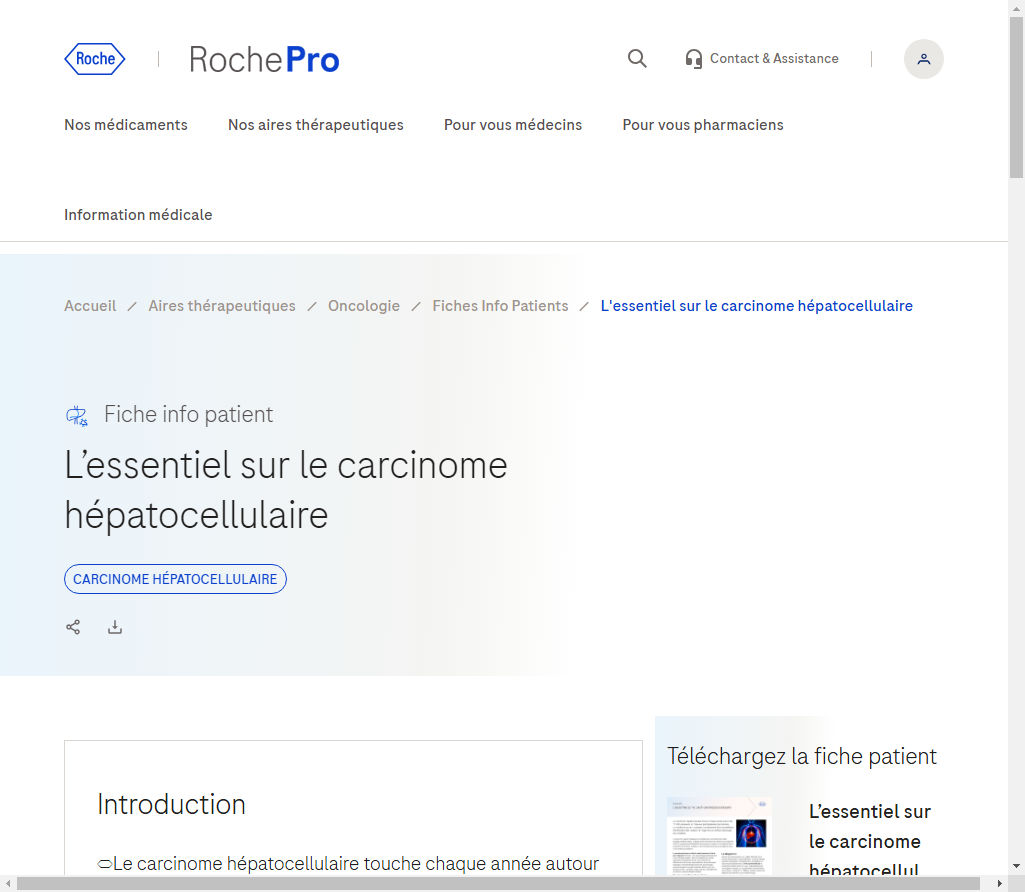 Roche
RochePro
Contact & Assistance
Nos médicaments
Nos aires thérapeutiques
Pour vous médecins
Pour vous pharmaciens
Information médicale
Accueil / Aires thérapeutiques / Oncologie / Fiches Info Patients / L'essentiel sur le carcinome hépatocellulaire
Fiche info patient
L’essentiel sur le carcinome
hépatocellulaire
CARCINOME HÉPATOCELLULAIRE
Introduction
Le carcinome hépatocellulaire touche chaque année autour
Téléchargez la fiche patient
L’essentiel sur
le carcinome
hépatocellul